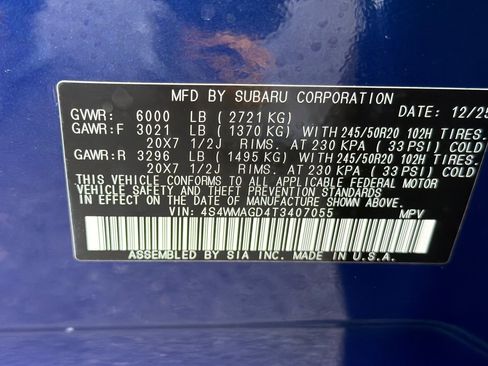 MFD BY SUBARU CORPORATION
GVWR: 6000 LB ( 2721 KG) DATE: 12/25
GAWR:F 3021 LB ( 1370 KG) WITH 245/50R20 102H TIRES.
20X7 1/2J RIMS. AT 230 KPA ( 33 PSI) COLD
GAWR:R 3296 LB ( 1495 KG) WITH 245/50R20 102H TIRES.
20X7 1/2J RIMS. AT 230 KPA ( 33 PSI) COLD
THIS VEHICLE CONFORMS TO ALL APPLICABLE FEDERAL MOTOR
VEHICLE SAFETY AND THEFT PREVENTION STANDARDS
IN EFFECT ON THE DATE OF MANUFACTURE SHOWN ABOVE.
VIN: 4S4WMAGD4T3407055 MPV
ASSEMBLED BY SIA INC. MADE IN U.S.A.